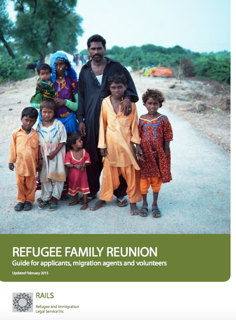 REFUGEE FAMILY REUNION
Guide for applicants, migration agents and volunteers
Updated February 2013
RAILS
Refugee and Immigration
Legal Service Inc.